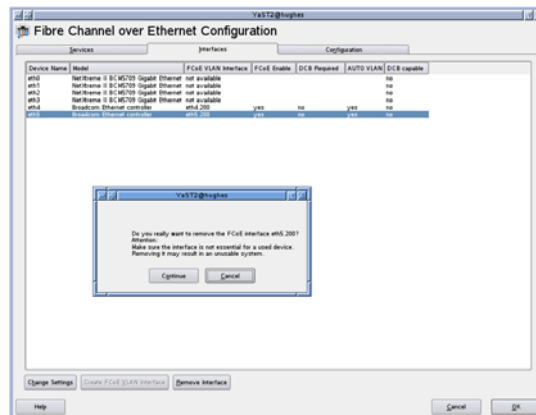 YaST2@hughes
Fibre Channel over Ethernet Configuration
Services Interfaces Configuration
Device Name Model FCoE VLAN Interface FCoE Enable DCB Required AUTO VLAN DCB capable
eth0 NetXtreme II BCM5709 Gigabit Ethernet not available no
eth1 NetXtreme II BCM5709 Gigabit Ethernet not available no
eth2 NetXtreme II BCM5709 Gigabit Ethernet not available no
eth3 NetXtreme II BCM5709 Gigabit Ethernet not available no
eth4 Broadcom Ethernet controller eth4.200 yes no yes no
eth5 Broadcom Ethernet controller eth5.200 yes no yes no
YaST2@hughes
Do you really want to remove the FCoE interface eth5.200?
Attention:
Make sure the interface is not essential for a used device.
Removing it may result in an unusable system.
Continue Cancel
Change Settings Create FCoE VLAN Interface Remove Interface
Help Cancel OK